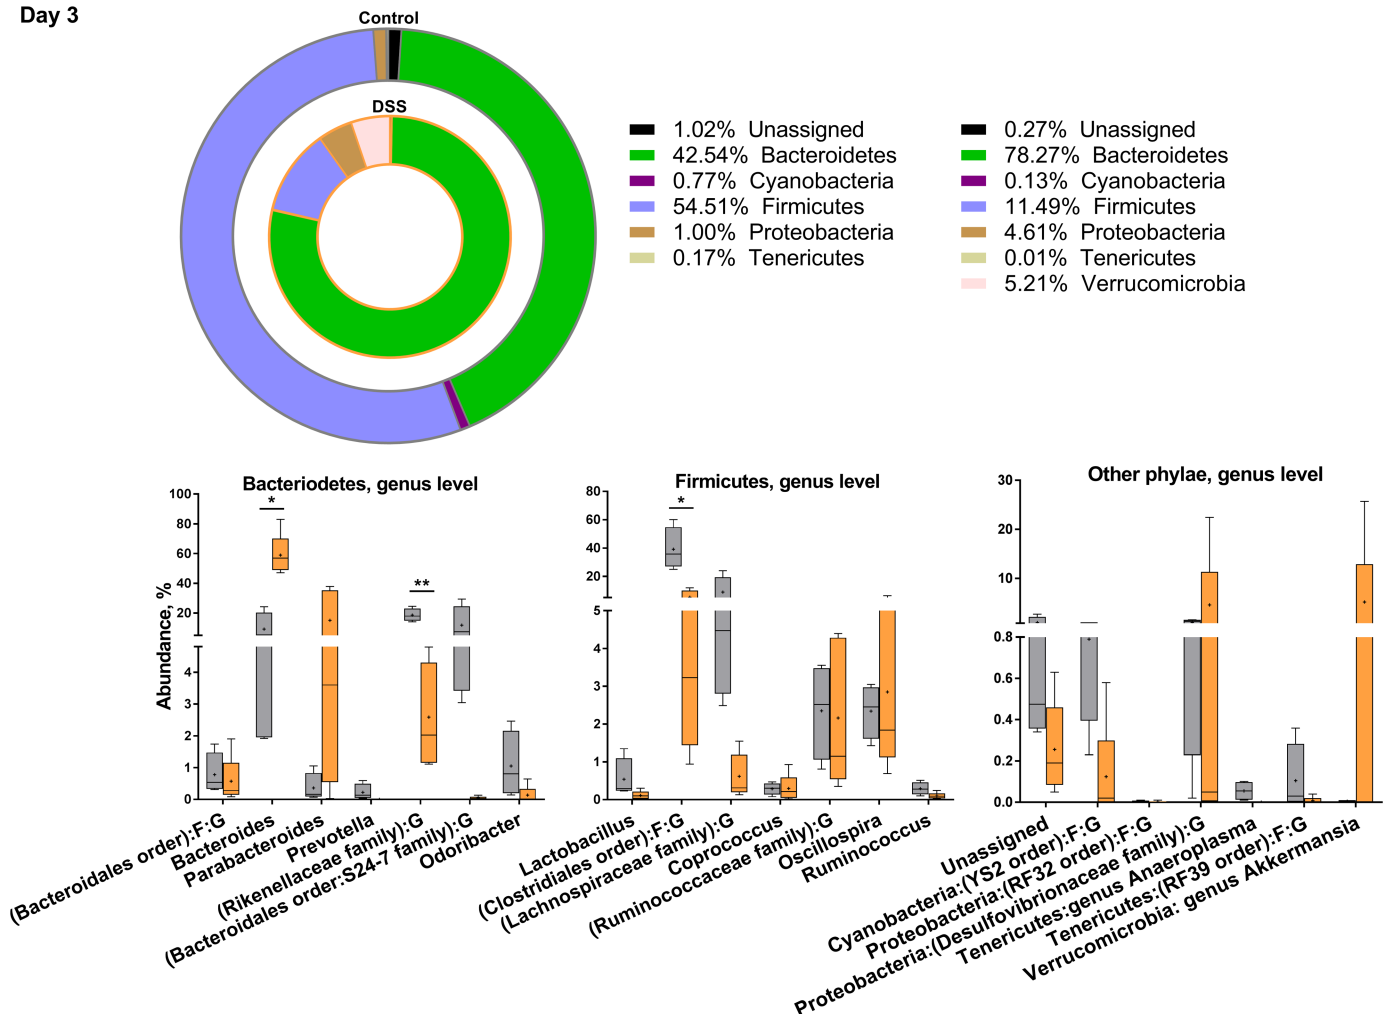 Day 3
Control
DSS
1.02% Unassigned
42.54% Bacteroidetes
0.77% Cyanobacteria
54.51% Firmicutes
1.00% Proteobacteria
0.17% Tenericutes
0.27% Unassigned
78.27% Bacteroidetes
0.13% Cyanobacteria
11.49% Firmicutes
4.61% Proteobacteria
0.01% Tenericutes
5.21% Verrucomicrobia
Bacteriodetes, genus level
Abundance, %
100
80
60
40
20
4
3
2
1
0
*
**
(Bacteroidales order):F:G
Bacteroides
Parabacteroides
Prevotella
(Rikenellaceae family):G
(Bacteroidales order:S24-7 family):G
Odoribacter
Firmicutes, genus level
80
60
40
20
5
4
3
2
1
0
*
Lactobacillus
(Clostridiales order):F:G
(Lachnospiraceae family):G
Coprococcus
(Ruminococcaceae family):G
Oscillospira
Ruminococcus
Other phylae, genus level
30
20
10
0.8
0.6
0.4
0.2
0.0
Unassigned
Cyanobacteria:(YS2 order):F:G
Proteobacteria:(RF32 order):F:G
Proteobacteria:(Desulfovibrionaceae family):G
Tenericutes:genus Anaeroplasma
Tenericutes:(RF39 order):F:G
Verrucomicrobia: genus Akkermansia